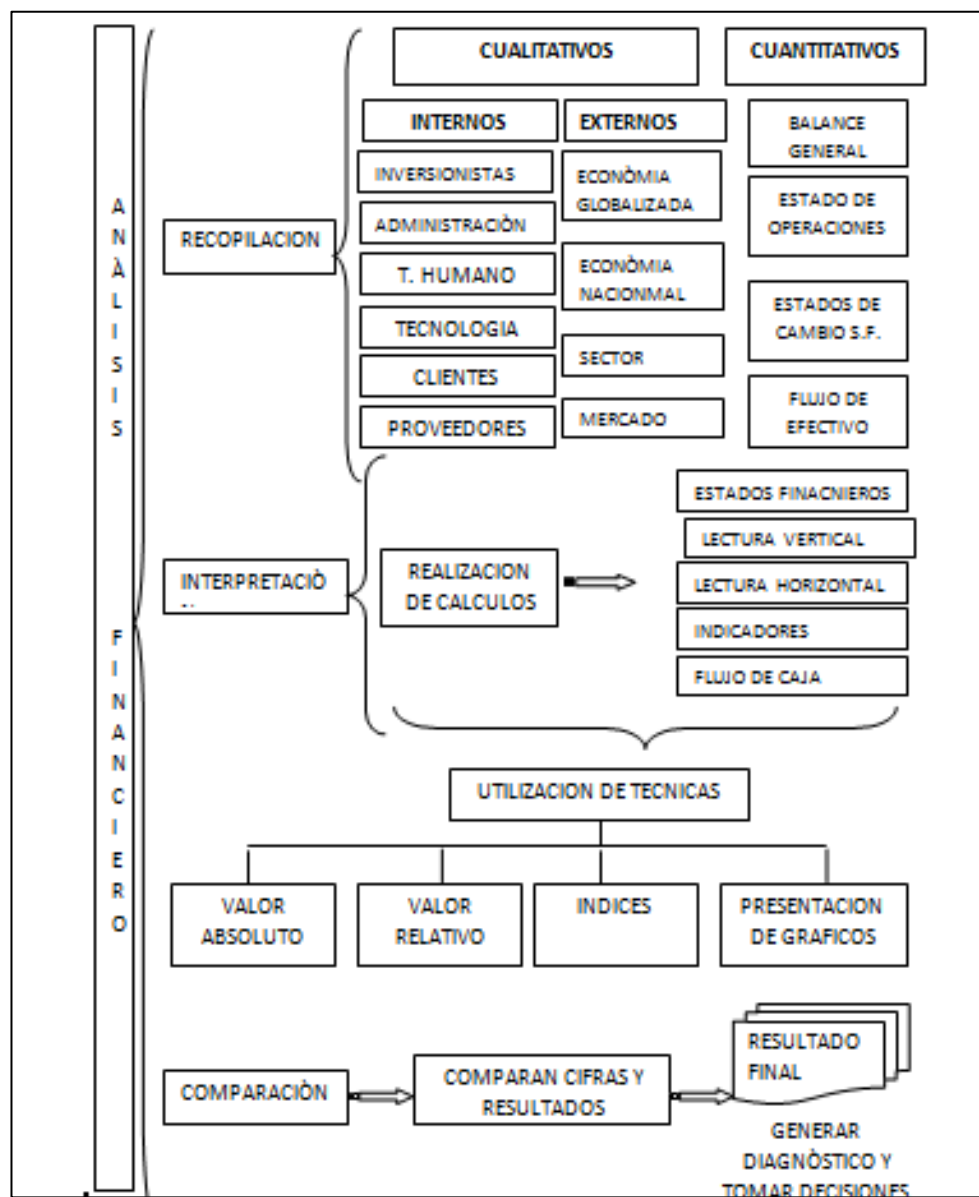 ANÀLISIS FINANCIERO
RECOPILACION
CUALITATIVOS
CUANTITATIVOS
INTERNOS
EXTERNOS
INVERSIONISTAS
ADMINISTRACIÒN
T. HUMANO
TECNOLOGIA
CLIENTES
PROVEEDORES
ECONÒMIA
GLOBALIZADA
ECONÒMIA
NACIONMAL
SECTOR
MERCADO
BALANCE
GENERAL
ESTADO DE
OPERACIONES
ESTADOS DE
CAMBIO S.F.
FLUJO DE
EFECTIVO
INTERPRETACIÒ
REALIZACION
DE CALCULOS
ESTADOS FINACNIEROS
LECTURA VERTICAL
LECTURA HORIZONTAL
INDICADORES
FLUJO DE CAJA
UTILIZACION DE TECNICAS
VALOR
ABSOLUTO
VALOR
RELATIVO
INDICES
PRESENTACION
DE GRAFICOS
COMPARACIÒN
COMPARAN CIFRAS Y
RESULTADOS
RESULTADO
FINAL
GENERAR
DIAGNÒSTICO Y
TOMAR DECISIONES